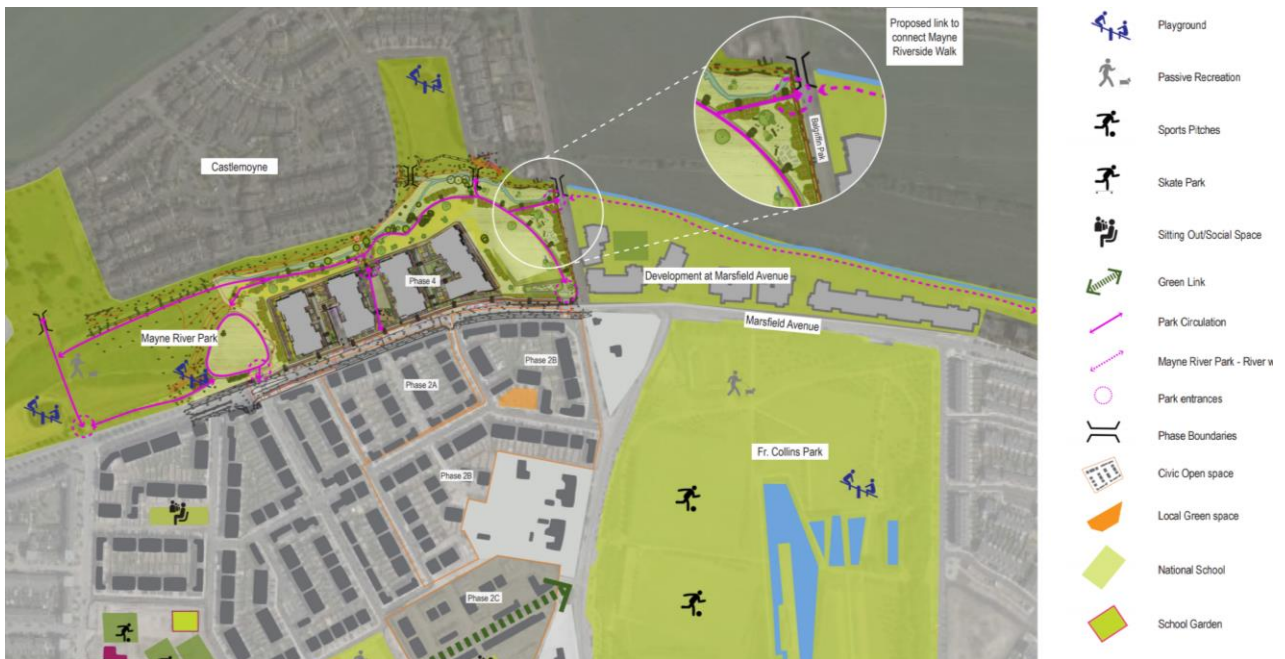 Proposed link to
connect Mayne
Riverside Walk
Balgriffin Pak
Castlemoyne
Phase 4
Development at Marsfield Avenue
Marsfield Avenue
Mayne River Park
Phase 2B
Phase 2A
Phase 2B
Fr. Collins Park
Phase 2C
Playground
Passive Recreation
Sports Pitches
Skate Park
Sitting Out/Social Space
Green Link
Park Circulation
Mayne River Park - River w
Park entrances
Phase Boundaries
Civic Open space
Local Green space
National School
School Garden